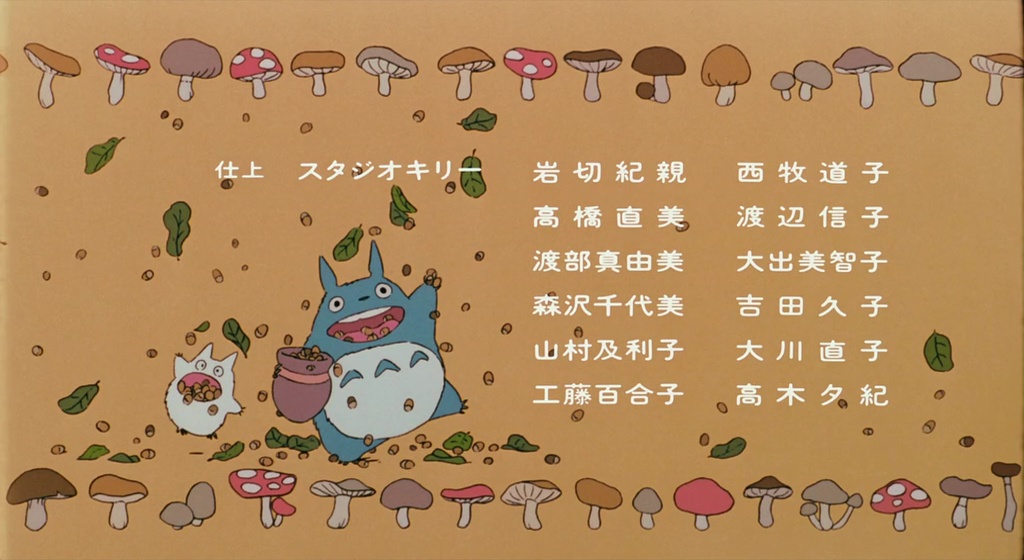 仕上 スタジオキリー 岩切紀親 西牧道子
高橋直美 渡辺信子
渡部真由美 大出美智子
森沢千代美 吉田久子
山村及利子 大川直子
工藤百合子 高木夕紀